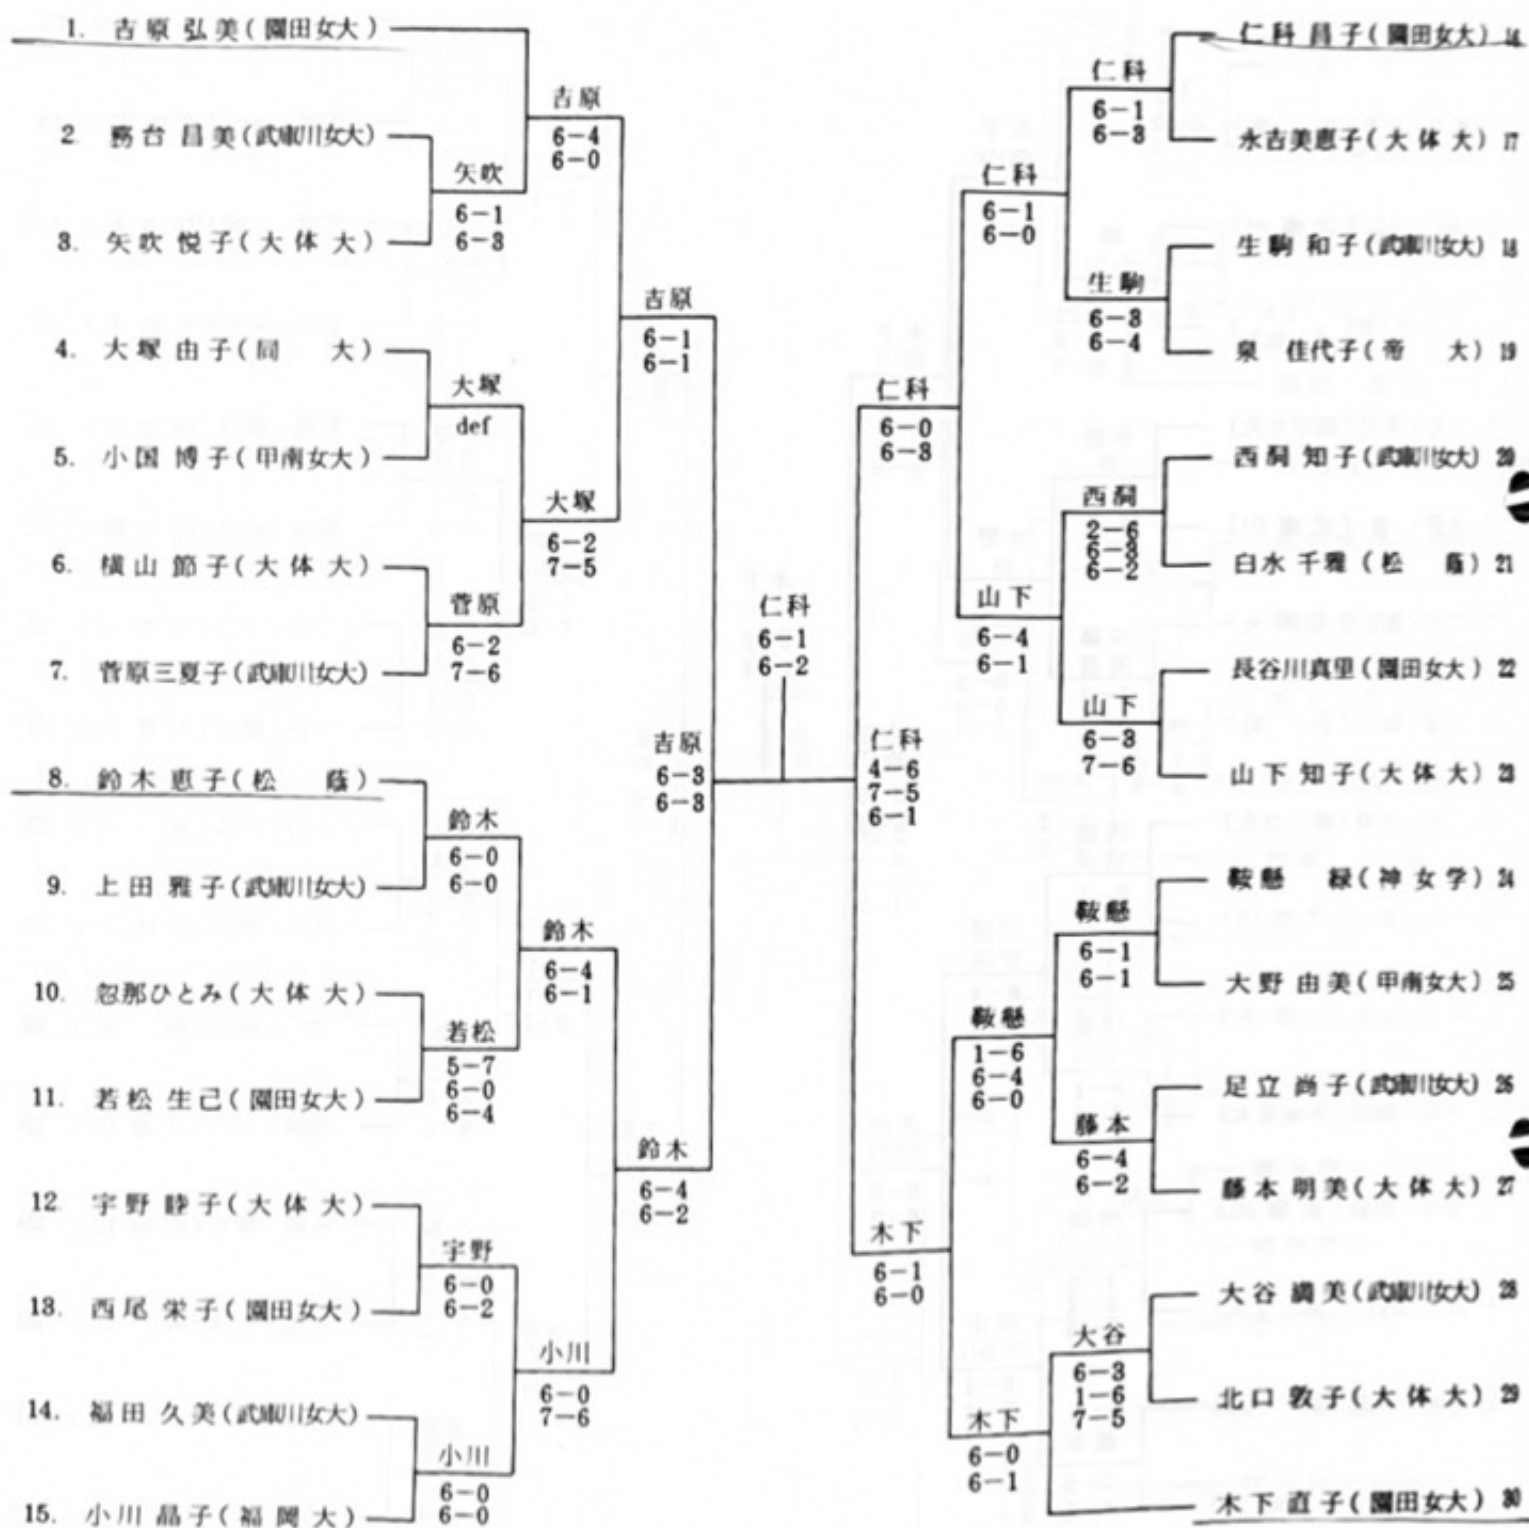 1. 吉原弘美(園田女大)
2. 務台昌美(武庫川女大)
3. 矢吹悦子(大体大)
4. 大塚由子(同 大)
5. 小国博子(甲南女大)
6. 横山節子(大体大)
7. 菅原三夏子(武庫川女大)
8. 鈴木恵子(松 蔭)
9. 上田雅子(武庫川女大)
10. 忽那ひとみ(大体大)
11. 若松生己(園田女大)
12. 宇野睦子(大体大)
13. 西尾栄子(園田女大)
14. 福田久美(武庫川女大)
15. 小川晶子(福岡大)
矢吹
6-1
6-3
大塚
def
菅原
6-2
7-6
鈴木
6-0
6-0
若松
5-7
6-0
6-4
宇野
6-0
6-2
小川
6-0
6-0
吉原
6-4
6-0
大塚
6-2
7-5
鈴木
6-4
6-1
小川
6-0
7-6
吉原
6-1
6-1
鈴木
6-4
6-2
吉原
6-3
6-3
仁科
6-1
6-2
仁科
4-6
7-5
6-1
仁科
6-0
6-3
木下
6-1
6-0
仁科
6-1
6-0
山下
6-4
6-1
鞍懸
1-6
6-4
6-0
木下
6-0
6-1
仁科
6-1
6-3
生駒
6-3
6-4
西嗣
2-6
6-3
6-2
山下
6-3
7-6
鞍懸
6-1
6-1
藤本
6-4
6-2
大谷
6-3
1-6
7-5
仁科昌子(園田女大) 16
永吉美恵子(大体大) 17
生駒和子(武庫川女大) 18
泉 佳代子(帝 大) 19
知子(武庫川女大) 20
白水千雅(松 蔭) 21
長谷川真里(園田女大) 22
山下知子(大体大) 23
鞍懸 緑(神女学) 24
大野由美(甲南女大) 25
足立尚子(武庫川女大) 26
藤本明美(大体大) 27
大谷満美(武庫川女大) 28
北口敦子(大体大) 29
木下直子(園田女大) 30